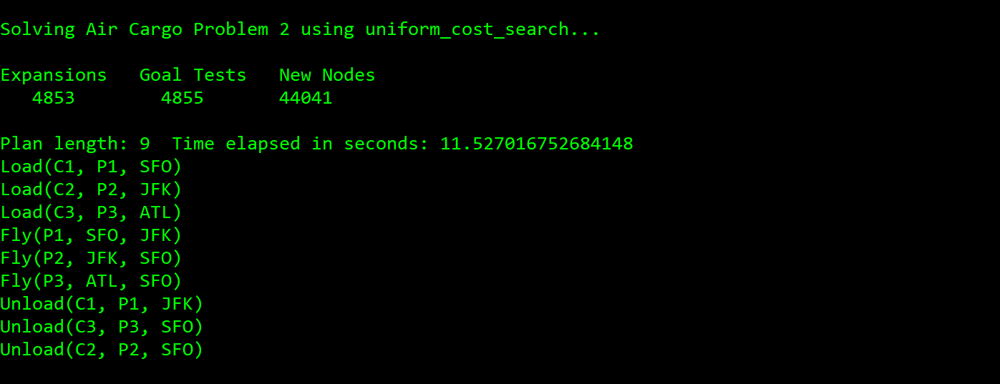 Solving Air Cargo Problem 2 using uniform_cost_search...
Expansions   Goal Tests   New Nodes
4853        4855       44041
Plan length: 9  Time elapsed in seconds: 11.527016752684148
Load(C1, P1, SFO)
Load(C2, P2, JFK)
Load(C3, P3, ATL)
Fly(P1, SFO, JFK)
Fly(P2, JFK, SFO)
Fly(P3, ATL, SFO)
Unload(C1, P1, JFK)
Unload(C3, P3, SFO)
Unload(C2, P2, SFO)